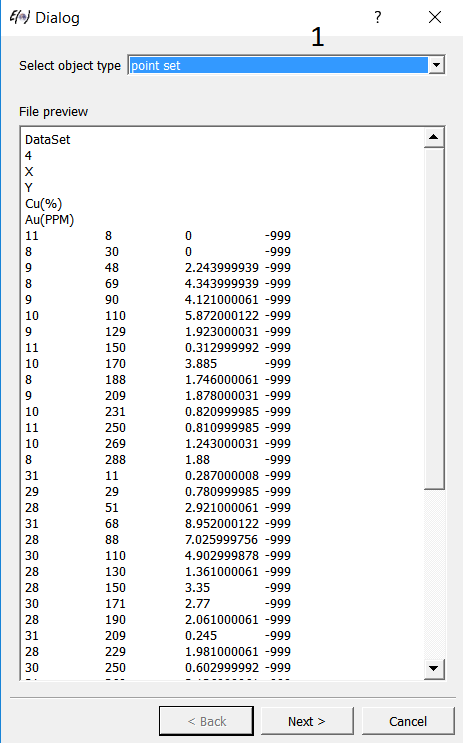 E(∞) Dialog ?
1
Select object type point set
File preview
DataSet
4
X
Y
Cu(%)
Au(PPM)
11 8 0 -999
8 30 0 -999
9 48 2.243999939 -999
8 69 4.343999939 -999
9 90 4.121000061 -999
10 110 5.872000122 -999
9 129 1.923000031 -999
11 150 0.312999992 -999
10 170 3.885 -999
8 188 1.746000061 -999
9 209 1.878000031 -999
10 231 0.820999985 -999
11 250 0.810999985 -999
10 269 1.243000031 -999
8 288 1.88 -999
31 11 0.287000008 -999
29 29 0.780999985 -999
28 51 2.921000061 -999
31 68 8.952000122 -999
28 88 7.025999756 -999
30 110 4.902999878 -999
28 130 1.361000061 -999
28 150 3.35 -999
30 171 2.77 -999
28 190 2.061000061 -999
31 209 0.245 -999
28 229 1.981000061 -999
30 250 0.602999992 -999
< Back Next > Cancel